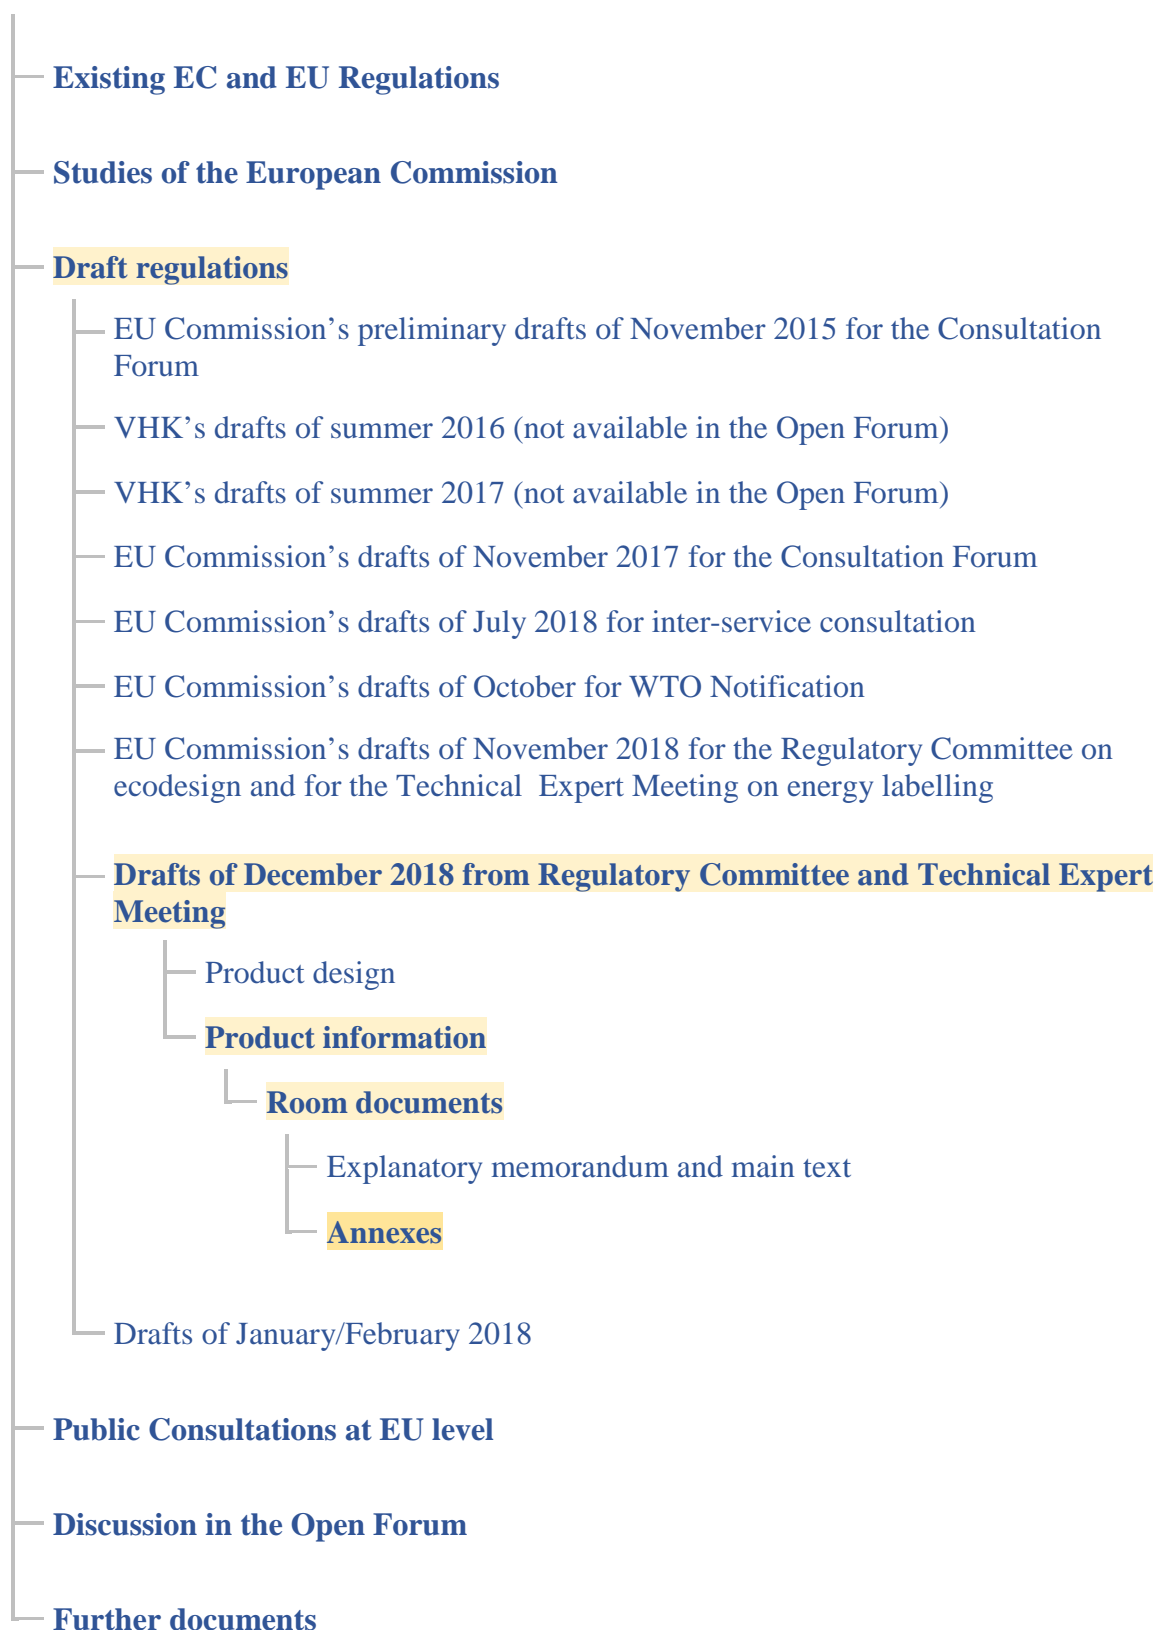 Existing EC and EU Regulations
Studies of the European Commission
Draft regulations
EU Commission’s preliminary drafts of November 2015 for the Consultation
Forum
VHK’s drafts of summer 2016 (not available in the Open Forum)
VHK’s drafts of summer 2017 (not available in the Open Forum)
EU Commission’s drafts of November 2017 for the Consultation Forum
EU Commission’s drafts of July 2018 for inter-service consultation
EU Commission’s drafts of October for WTO Notification
EU Commission’s drafts of November 2018 for the Regulatory Committee on
ecodesign and for the Technical  Expert Meeting on energy labelling
Drafts of December 2018 from Regulatory Committee and Technical Expert
Meeting
Product design
Product information
Room documents
Explanatory memorandum and main text
Annexes
Drafts of January/February 2018
Public Consultations at EU level
Discussion in the Open Forum
Further documents